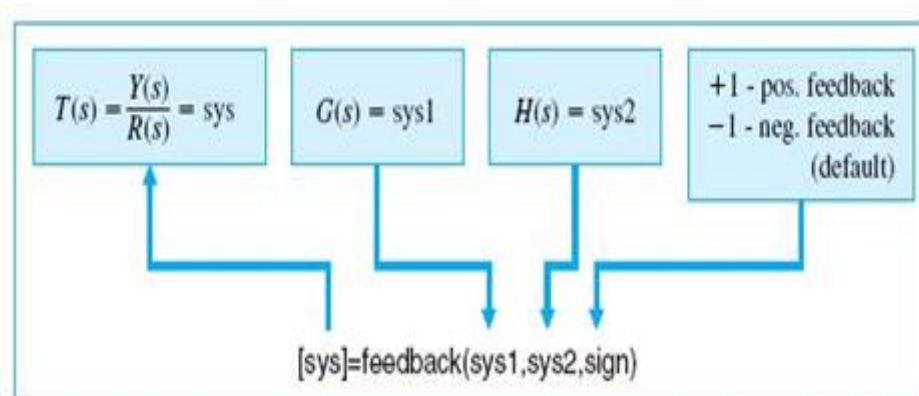 T(s) = Y(s)/R(s) = sys
G(s) = sys1
H(s) = sys2
+1 - pos. feedback
−1 - neg. feedback
(default)
[sys]=feedback(sys1,sys2,sign)